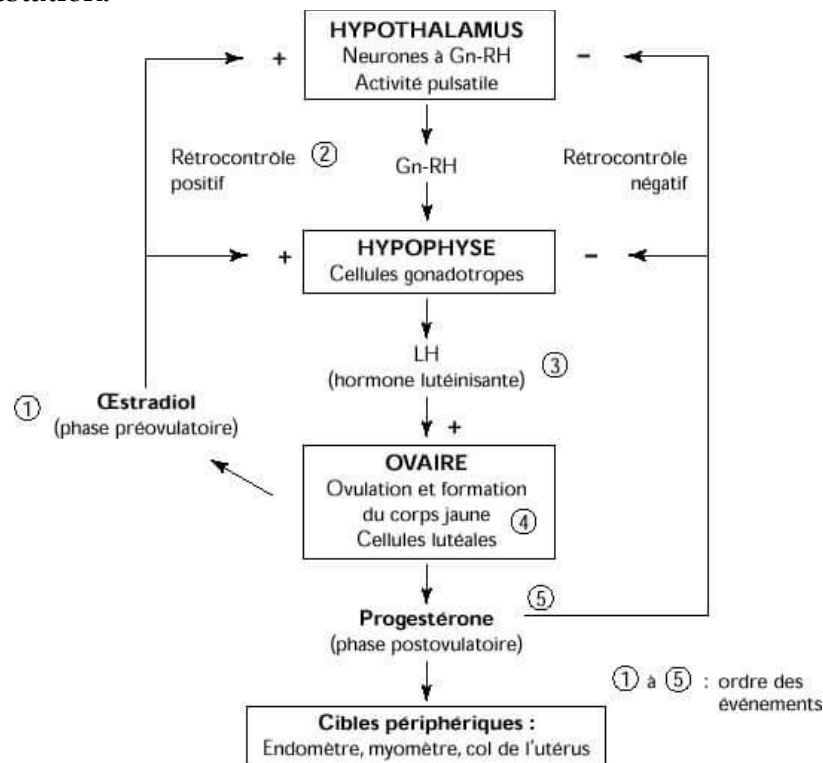 HYPOTHALAMUS
+
Neurones à Gn-RH
−
Activité pulsatile
Rétrocontrôle
positif
②
Gn-RH
Rétrocontrôle
négatif
HYPOPHYSE
+
Cellules gonadotropes
−
LH
(hormone lutéinisante)
③
①
Œstradiol
(phase préovulatoire)
+
OVAIRE
Ovulation et formation
du corps jaune
④
Cellules lutéales
Progestérone
⑤
(phase postovulatoire)
① à ⑤ : ordre des
événements
Cibles périphériques :
Endomètre, myomètre, col de l'utérus